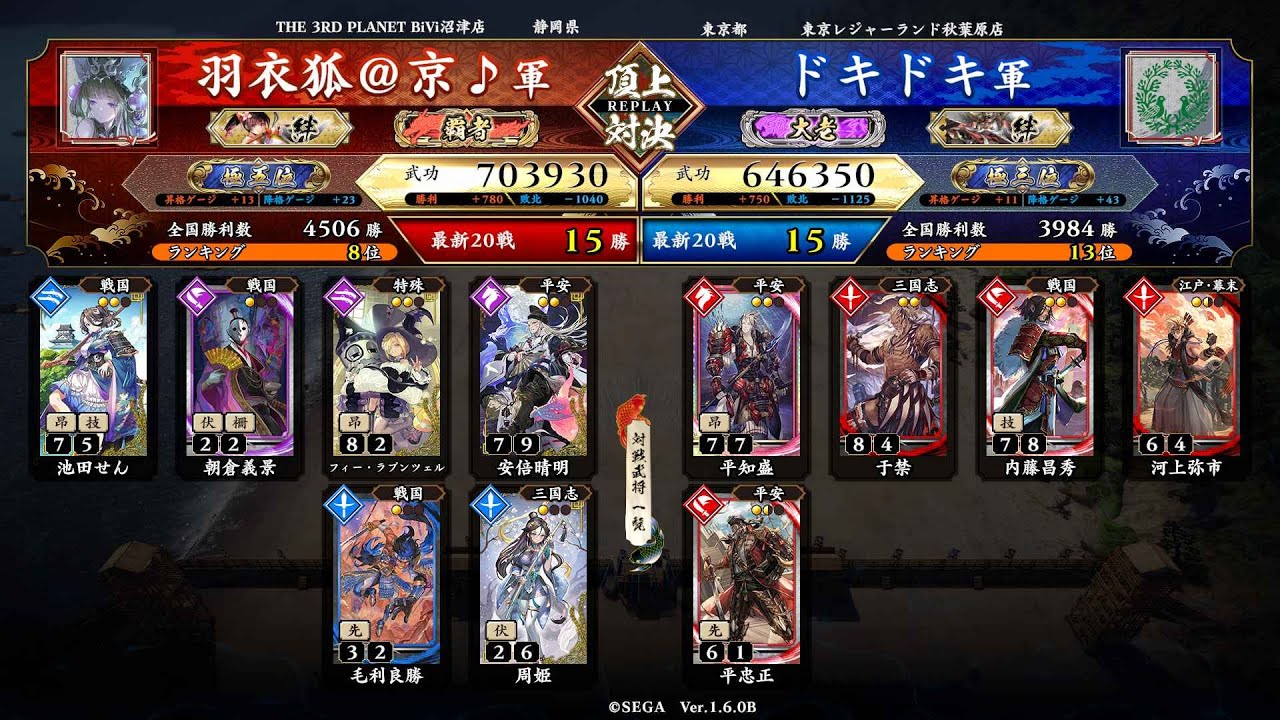 THE 3RD PLANET BiVi沼津店 静岡県
東京都 東京レジャーランド秋葉原店
羽衣狐@京♪軍
頂上
REPLAY
対決
ドキドキ軍
絆 覇者
大老 絆
極五位
昇格ゲージ +13 降格ゲージ +23
武功 703930
勝利 +780 敗北 -1040
武功 646350
勝利 +750 敗北 -1125
極三位
昇格ゲージ +11 降格ゲージ +43
全国勝利数 4506勝
ランキング 8位
最新20戦 15勝
最新20戦 15勝
全国勝利数 3984勝
ランキング 13位
戦国
昂 技
7 5
池田せん
戦国
伏 柵
2 2
朝倉義景
特殊
昂
8 2
フィー・ラプンツェル
平安
7 9
安倍晴明
対戦武将一覧
平安
昂
7 7
平知盛
三国志
8 4
于禁
戦国
技
7 8
内藤昌秀
江戸・幕末
6 4
河上弥市
戦国
先
3 2
毛利良勝
三国志
伏
2 6
周姫
平安
先
6 1
平忠正
©SEGA Ver.1.6.0B